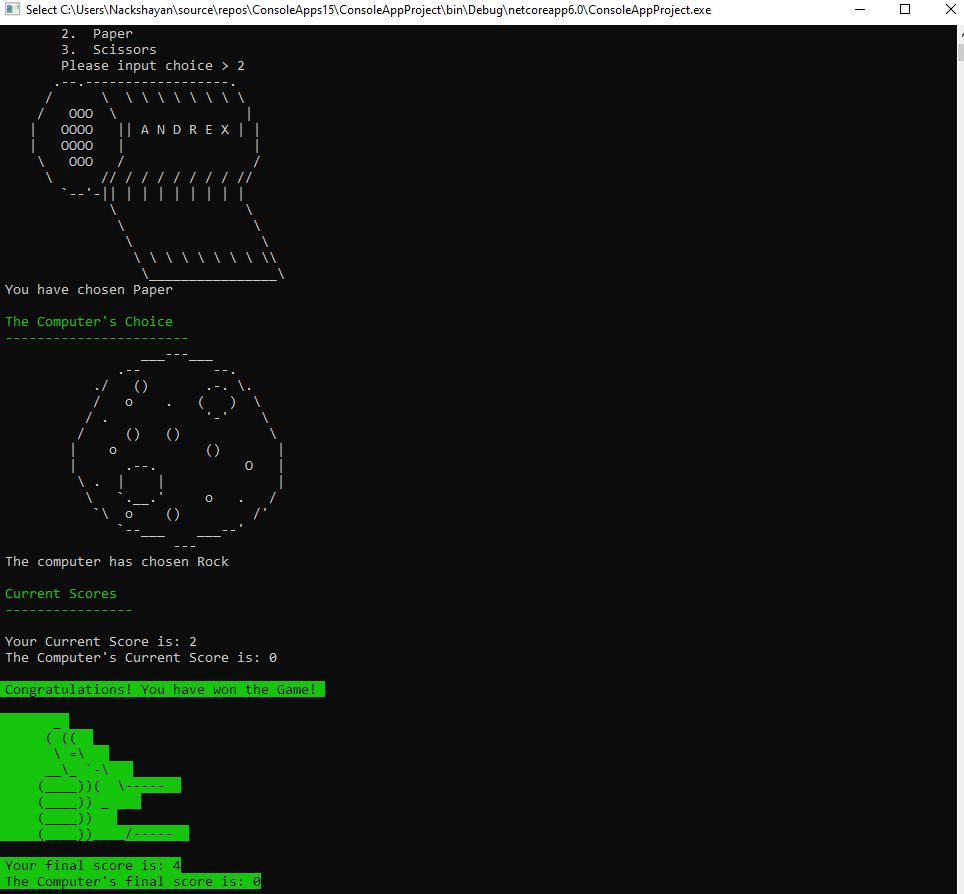 Select C:\Users\Nackshayan\source\repos\ConsoleApps15\ConsoleAppProject\bin\Debug\netcoreapp6.0\ConsoleAppProject.exe
2. Paper
3. Scissors
Please input choice > 2
A N D R E X
You have chosen Paper
The Computer's Choice
-----------------------
The computer has chosen Rock
Current Scores
----------------
Your Current Score is: 2
The Computer's Current Score is: 0
Congratulations! You have won the Game!
Your final score is: 4
The Computer's final score is: 0